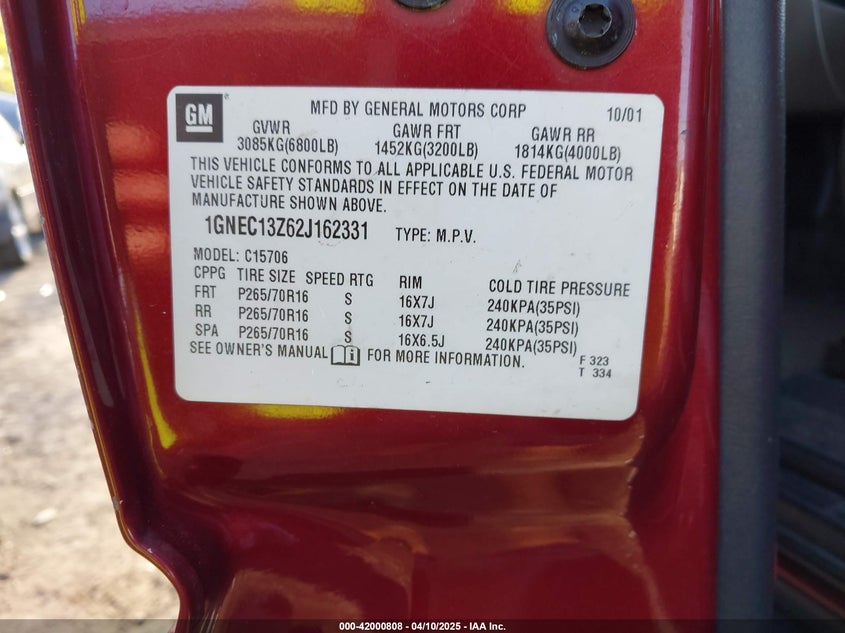 GM
MFD BY GENERAL MOTORS CORP 10/01
GVWR GAWR FRT GAWR RR
3085KG(6800LB) 1452KG(3200LB) 1814KG(4000LB)
THIS VEHICLE CONFORMS TO ALL APPLICABLE U.S. FEDERAL MOTOR
VEHICLE SAFETY STANDARDS IN EFFECT ON THE DATE OF
MANUFACTURE SHOWN ABOVE.
1GNEC13Z62J162331 TYPE: M.P.V.
MODEL: C15706
CPPG TIRE SIZE SPEED RTG RIM COLD TIRE PRESSURE
FRT P265/70R16 S 16X7J 240KPA(35PSI)
RR P265/70R16 S 16X7J 240KPA(35PSI)
SPA P265/70R16 S 16X6.5J 240KPA(35PSI)
SEE OWNER'S MANUAL i FOR MORE INFORMATION.
F 323
T 334
000-42000808 - 04/10/2025 - IAA Inc.